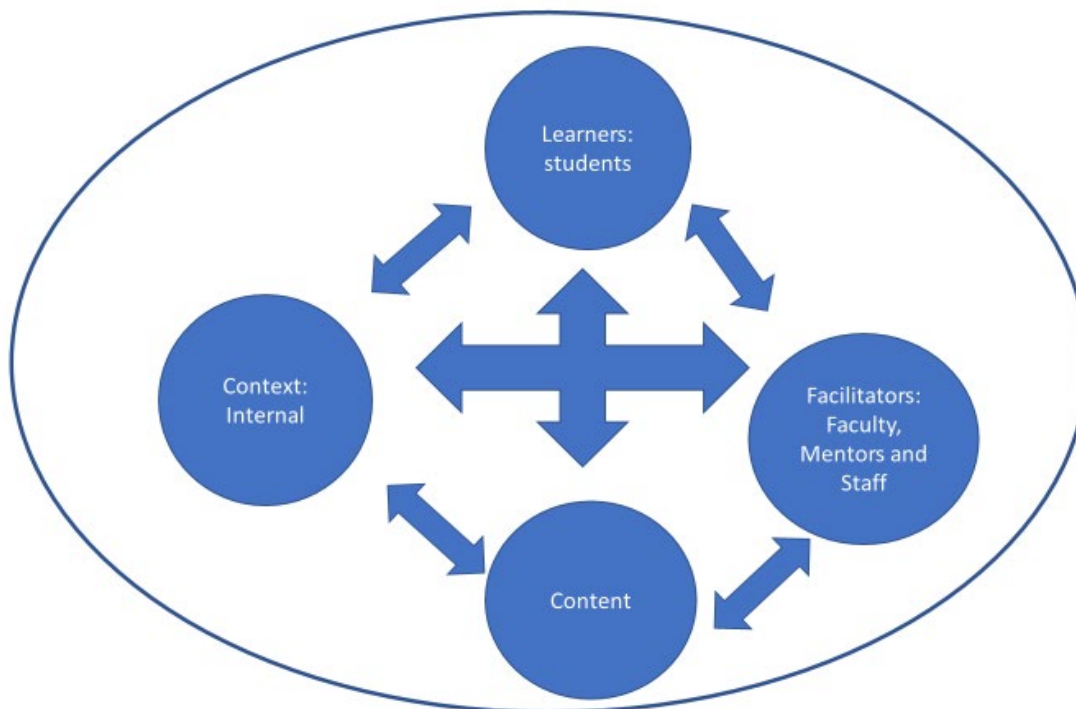 Learners:
students
Context:
Internal
Facilitators:
Faculty,
Mentors and
Staff
Content